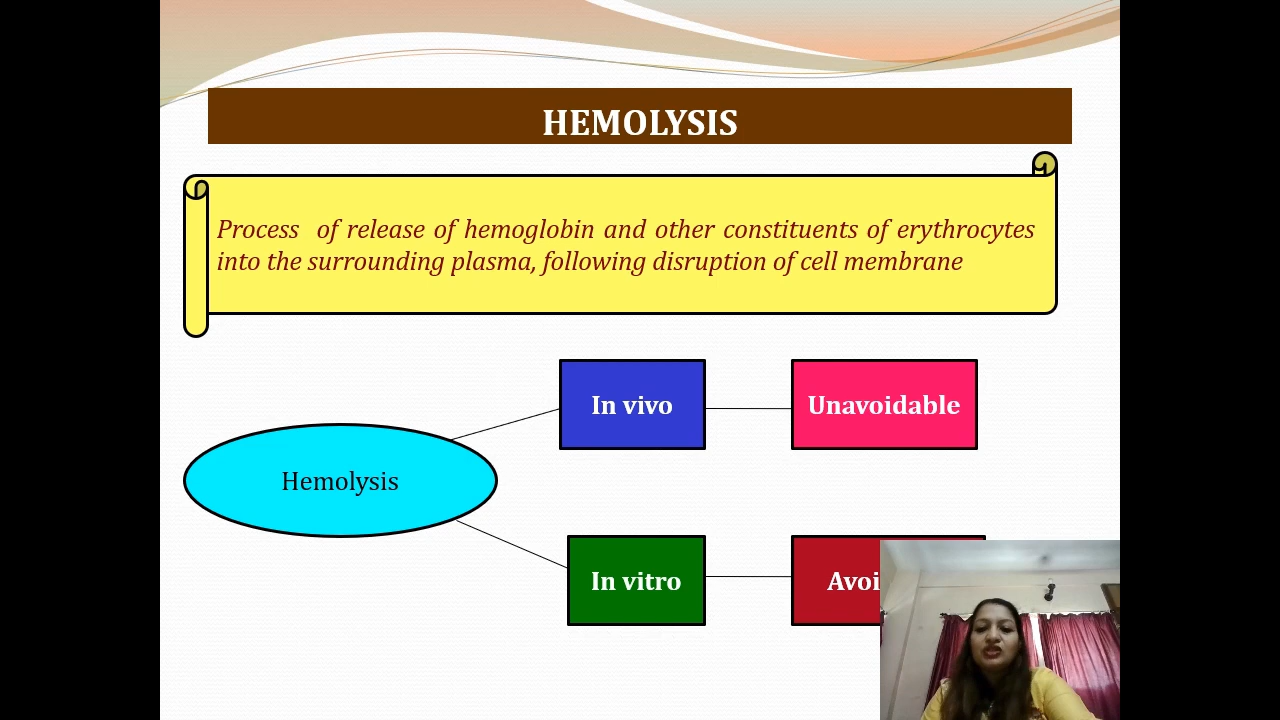 HEMOLYSIS
Process of release of hemoglobin and other constituents of erythrocytes
into the surrounding plasma, following disruption of cell membrane
In vivo
Unavoidable
Hemolysis
In vitro
Avoi